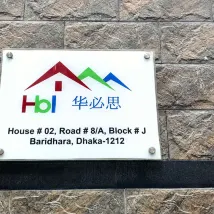 Hbl 华必思
House # 02, Road # 8/A, Block # J
Baridhara, Dhaka-1212